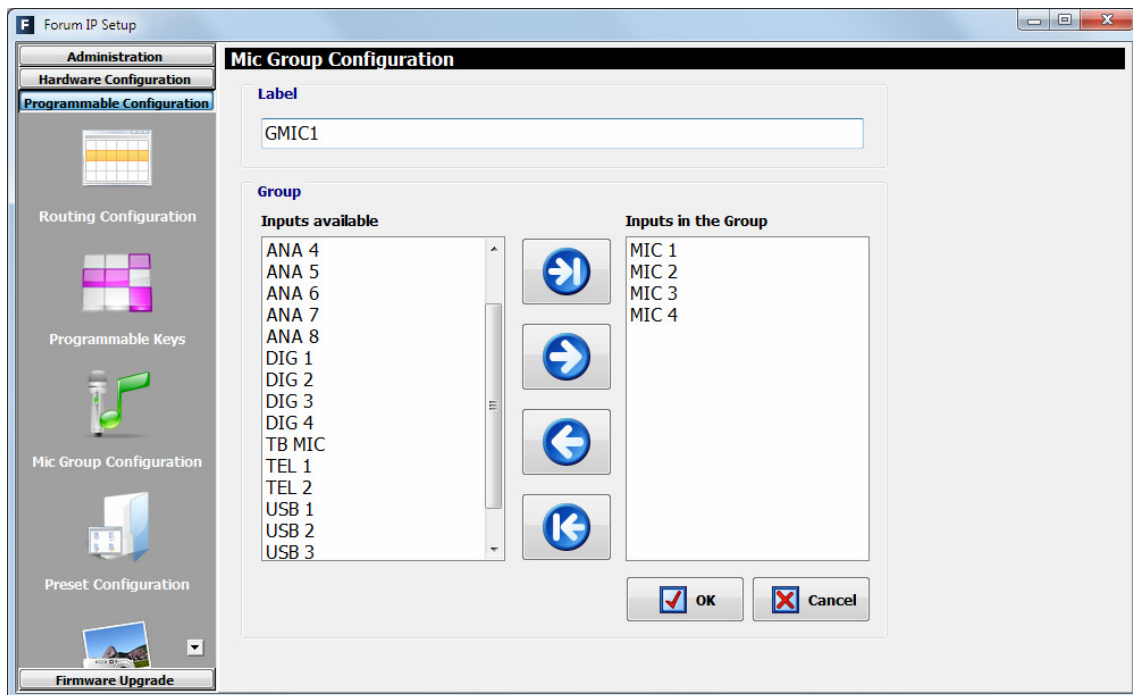 Forum IP Setup
Administration
Hardware Configuration
Programmable Configuration
Routing Configuration
Programmable Keys
Mic Group Configuration
Preset Configuration
Firmware Upgrade
Mic Group Configuration
Label
GMIC1
Group
Inputs available
ANA 4
ANA 5
ANA 6
ANA 7
ANA 8
DIG 1
DIG 2
DIG 3
DIG 4
TB MIC
TEL 1
TEL 2
USB 1
USB 2
USB 3
Inputs in the Group
MIC 1
MIC 2
MIC 3
MIC 4
OK
Cancel